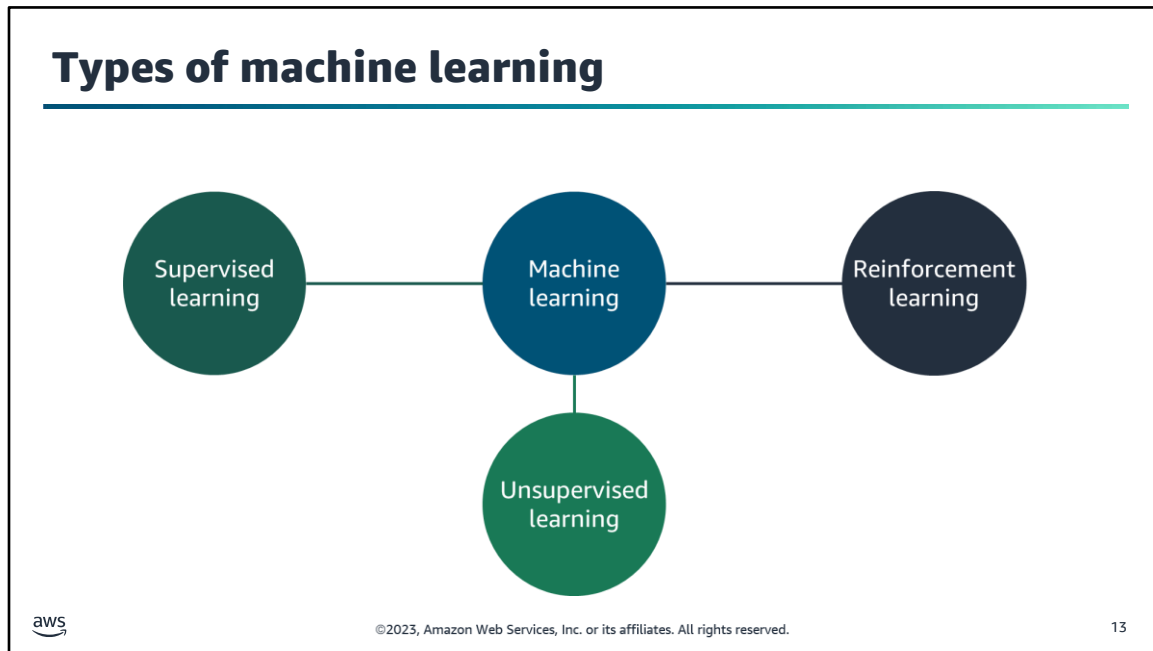 Types of machine learning
Supervised
learning
Machine
learning
Reinforcement
learning
Unsupervised
learning
aws
©2023, Amazon Web Services, Inc. or its affiliates. All rights reserved.
13